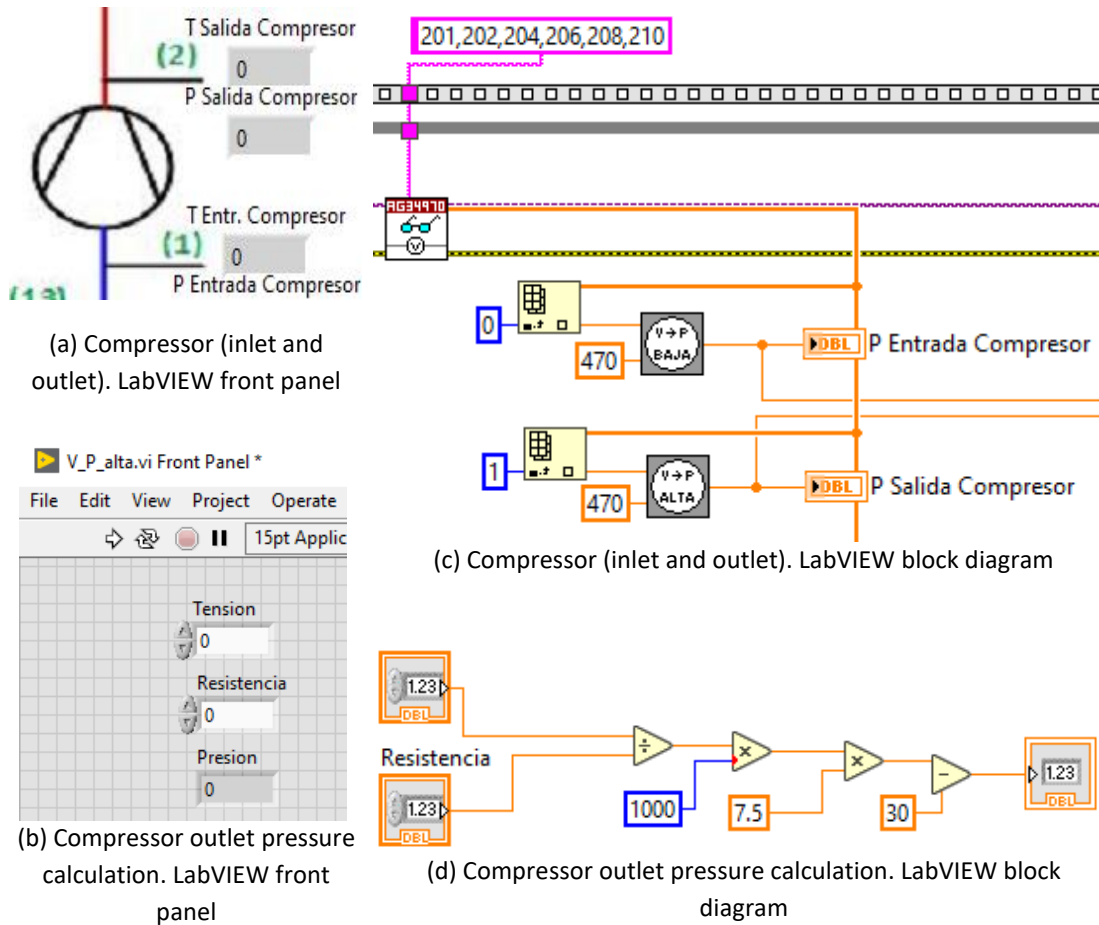 T Salida Compresor
(2)
0
P Salida Compresor
0
T Entr. Compresor
(1)
0
P Entrada Compresor
(a) Compressor (inlet and
outlet). LabVIEW front panel
V_P_alta.vi Front Panel *
File Edit View Project Operate
15pt Applic
Tension
0
Resistencia
0
Presion
0
(b) Compressor outlet pressure
calculation. LabVIEW front
panel
201,202,204,206,208,210
AG34970
V
0
470
V→P
BAJA
DBL
P Entrada Compresor
1
470
V→P
ALTA
DBL
P Salida Compresor
(c) Compressor (inlet and outlet). LabVIEW block diagram
1.23
DBL
Resistencia
1.23
DBL
÷
×
×
−
1000
7.5
30
1.23
DBL
(d) Compressor outlet pressure calculation. LabVIEW block
diagram